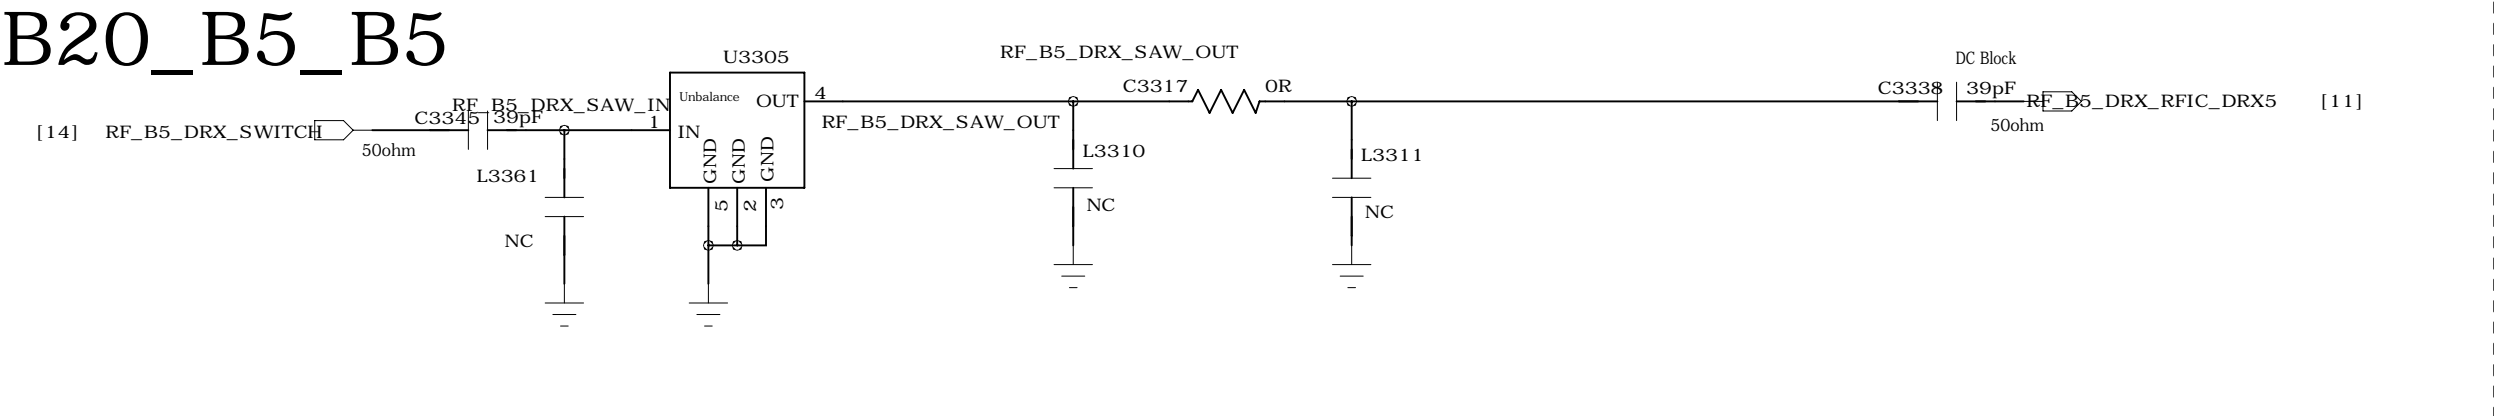 B20_B5_B5
U3305
RF_B5_DRX_SAW_OUT
DC Block
C3317
0R
C3338
39pF
Unbalance
OUT
4
RF_B5_DRX_SAW_IN
C3345
39pF
1
IN
RF_B5_DRX_SAW_OUT
[14]
RF_B5_DRX_SWITCH
50ohm
RF_B5_DRX_RFIC_DRX5
[11]
50ohm
GND
GND
GND
L3361
L3310
L3311
5
2
3
NC
NC
NC